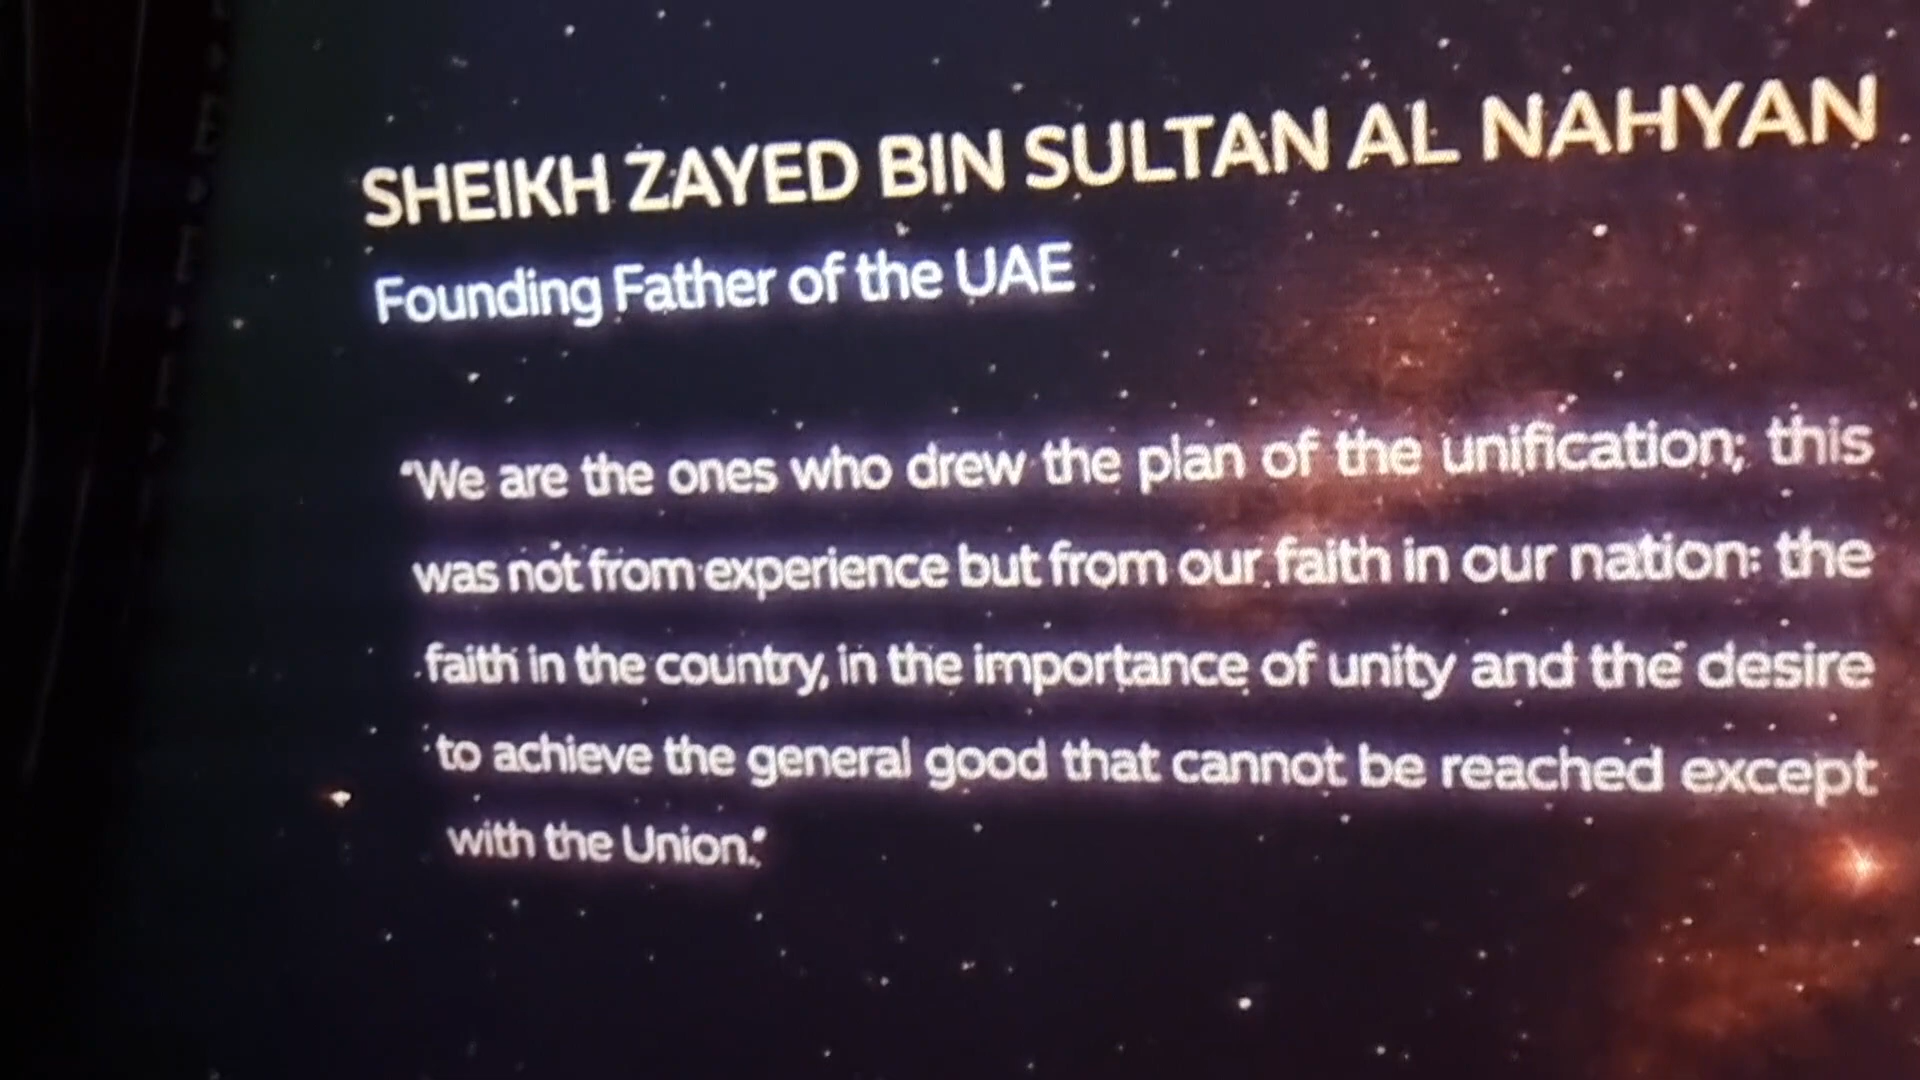 SHEIKH ZAYED BIN SULTAN AL NAHYAN
Founding Father of the UAE
“We are the ones who drew the plan of the unification; this
was not from experience but from our faith in our nation: the
faith in the country, in the importance of unity and the desire
to achieve the general good that cannot be reached except
with the Union.”